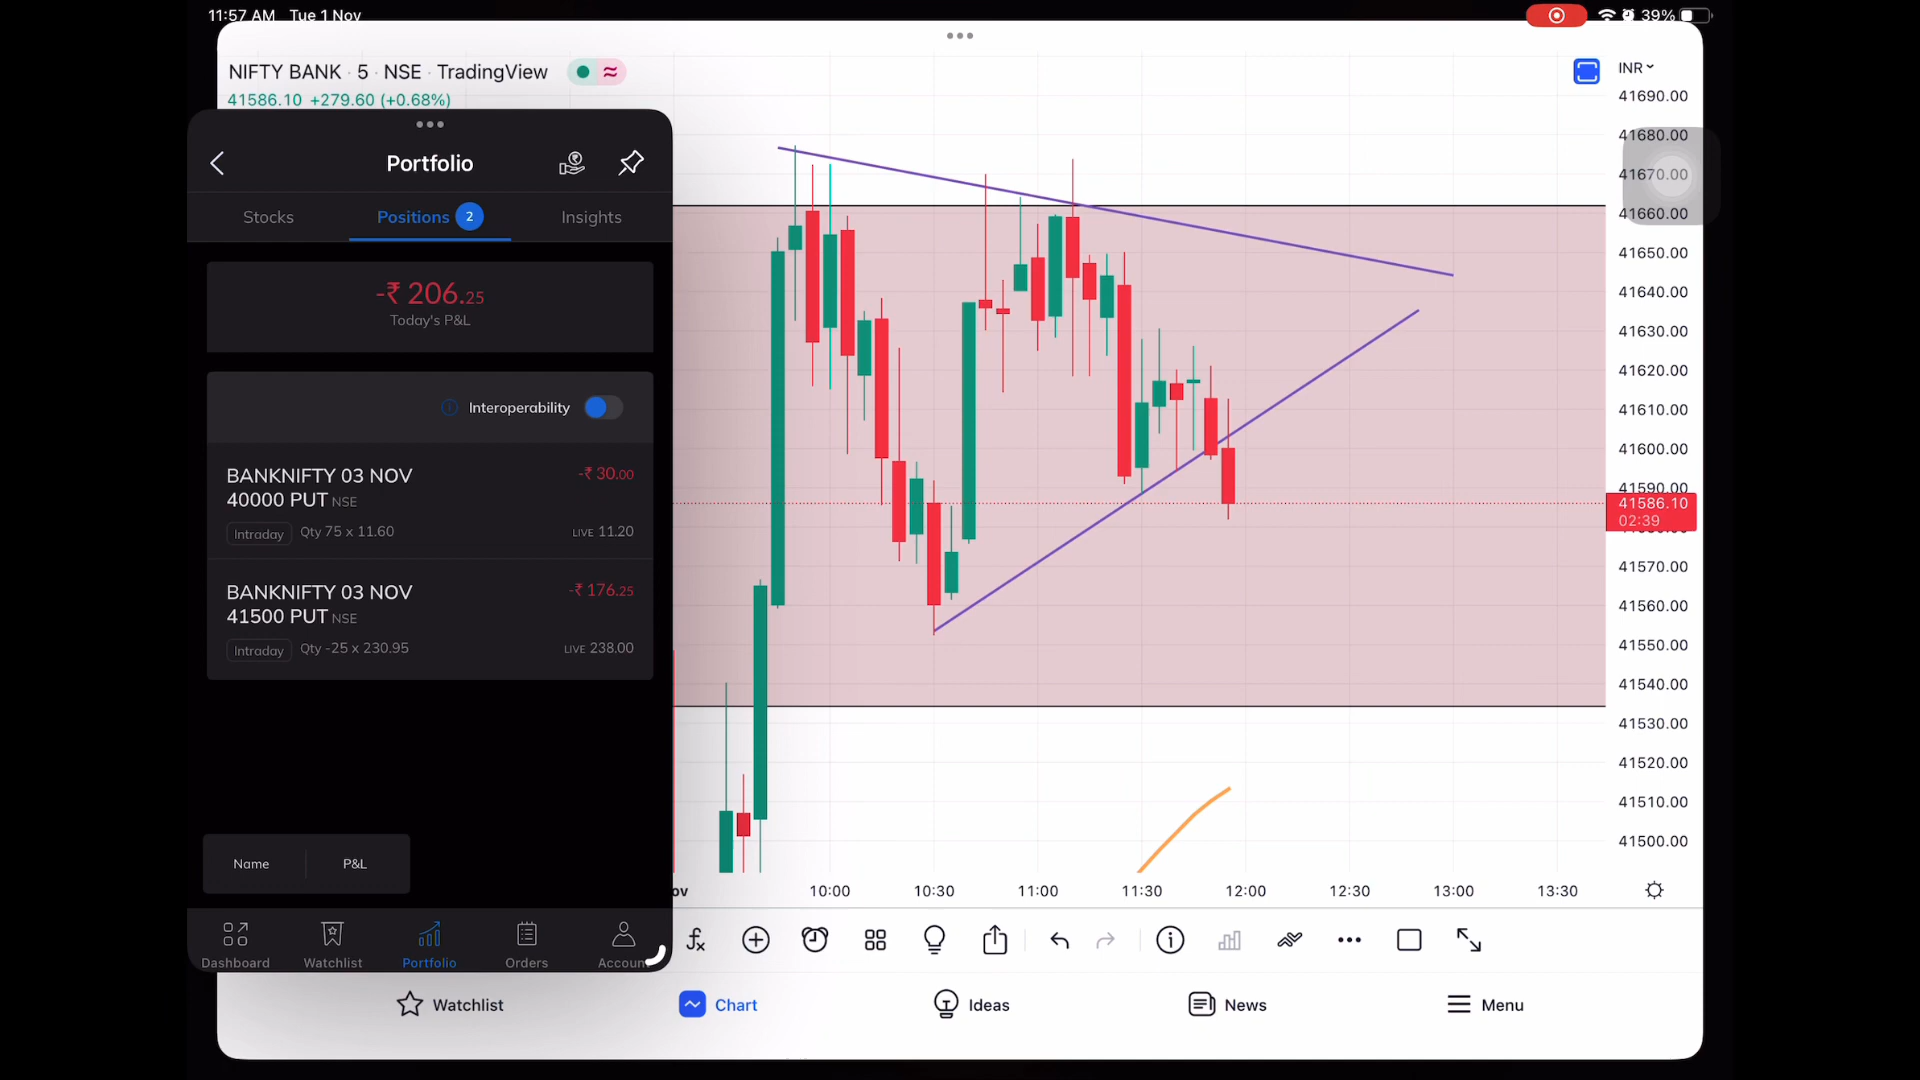 11:57 AM Tue 1 Nov
39%
NIFTY BANK · 5 · NSE · TradingView
41586.10 +279.60 (+0.68%)
INR
Portfolio
Stocks
Positions 2
Insights
-₹ 206.25
Today's P&L
Interoperability
BANKNIFTY 03 NOV
40000 PUT NSE
-₹ 30.00
Intraday
Qty 75 x 11.60
LIVE 11.20
BANKNIFTY 03 NOV
41500 PUT NSE
-₹ 176.25
Intraday
Qty -25 x 230.95
LIVE 238.00
Name
P&L
Dashboard
Watchlist
Portfolio
Orders
Accoun
41690.00
41680.00
41670.00
41660.00
41650.00
41640.00
41630.00
41620.00
41610.00
41600.00
41590.00
41586.10
02:39
41570.00
41560.00
41550.00
41540.00
41530.00
41520.00
41510.00
41500.00
ov
10:00
10:30
11:00
11:30
12:00
12:30
13:00
13:30
Watchlist
Chart
Ideas
News
Menu